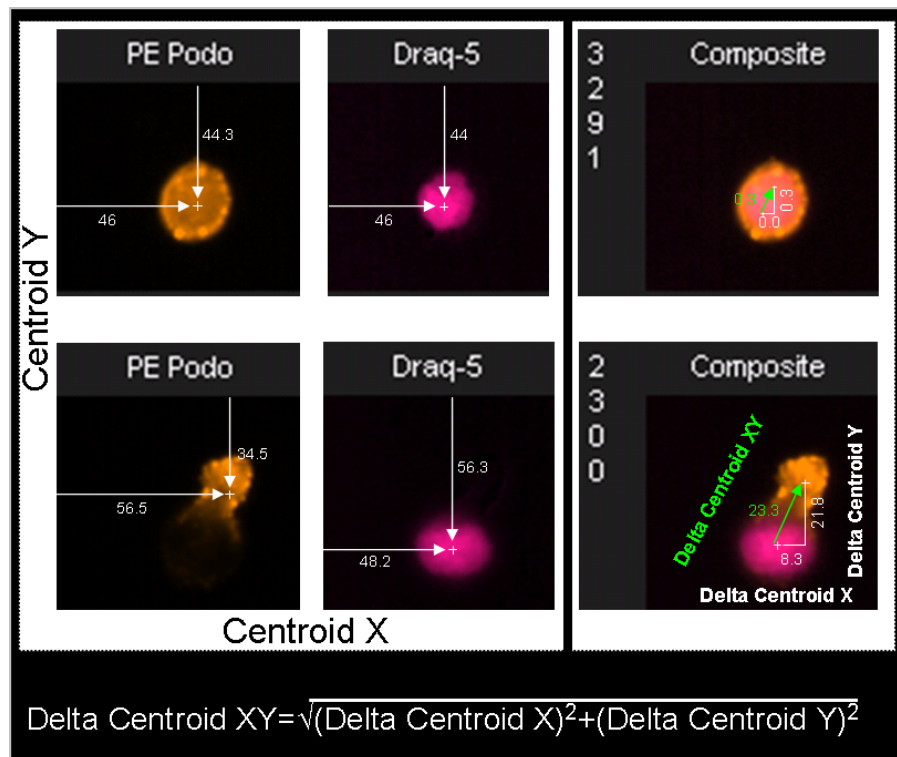 PE Podo
Draq-5
3
2
9
1
Composite
44.3
46
44
46
0.3
0.3
0.0
Centroid Y
PE Podo
Draq-5
2
3
0
0
Composite
34.5
56.5
56.3
48.2
Delta Centroid XY
23.3
21.8
8.3
Delta Centroid Y
Delta Centroid X
Centroid X
Delta Centroid XY=√(Delta Centroid X)²+(Delta Centroid Y)²